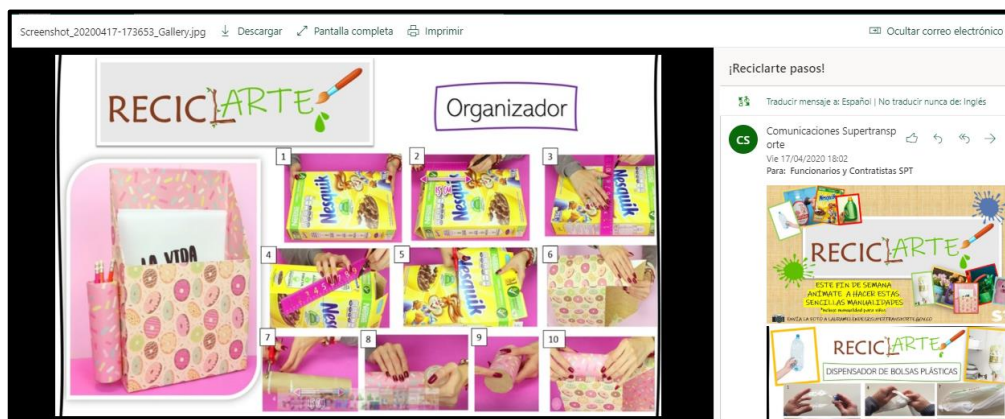 Screenshot_20200417-173653_Gallery.jpg Descargar Pantalla completa Imprimir Ocultar correo electrónico
RECICLARTE
Organizador
1 2 3
Nesquik Nesquik Nesquik
4 5 6
Nesquik
7 8 9 10
LA VIDA
¡Reciclarte pasos!
Traducir mensaje a: Español | No traducir nunca de: Inglés
CS
Comunicaciones Supertransp
orte
Vie 17/04/2020 18:02
Para: Funcionarios y Contratistas SPT
RECICLARTE
ESTE FIN DE SEMANA
ANÍMATE A HACER ESTAS
SENCILLAS MANUALIDADES
RECICLARTE
DISPENSADOR DE BOLSAS PLÁSTICAS